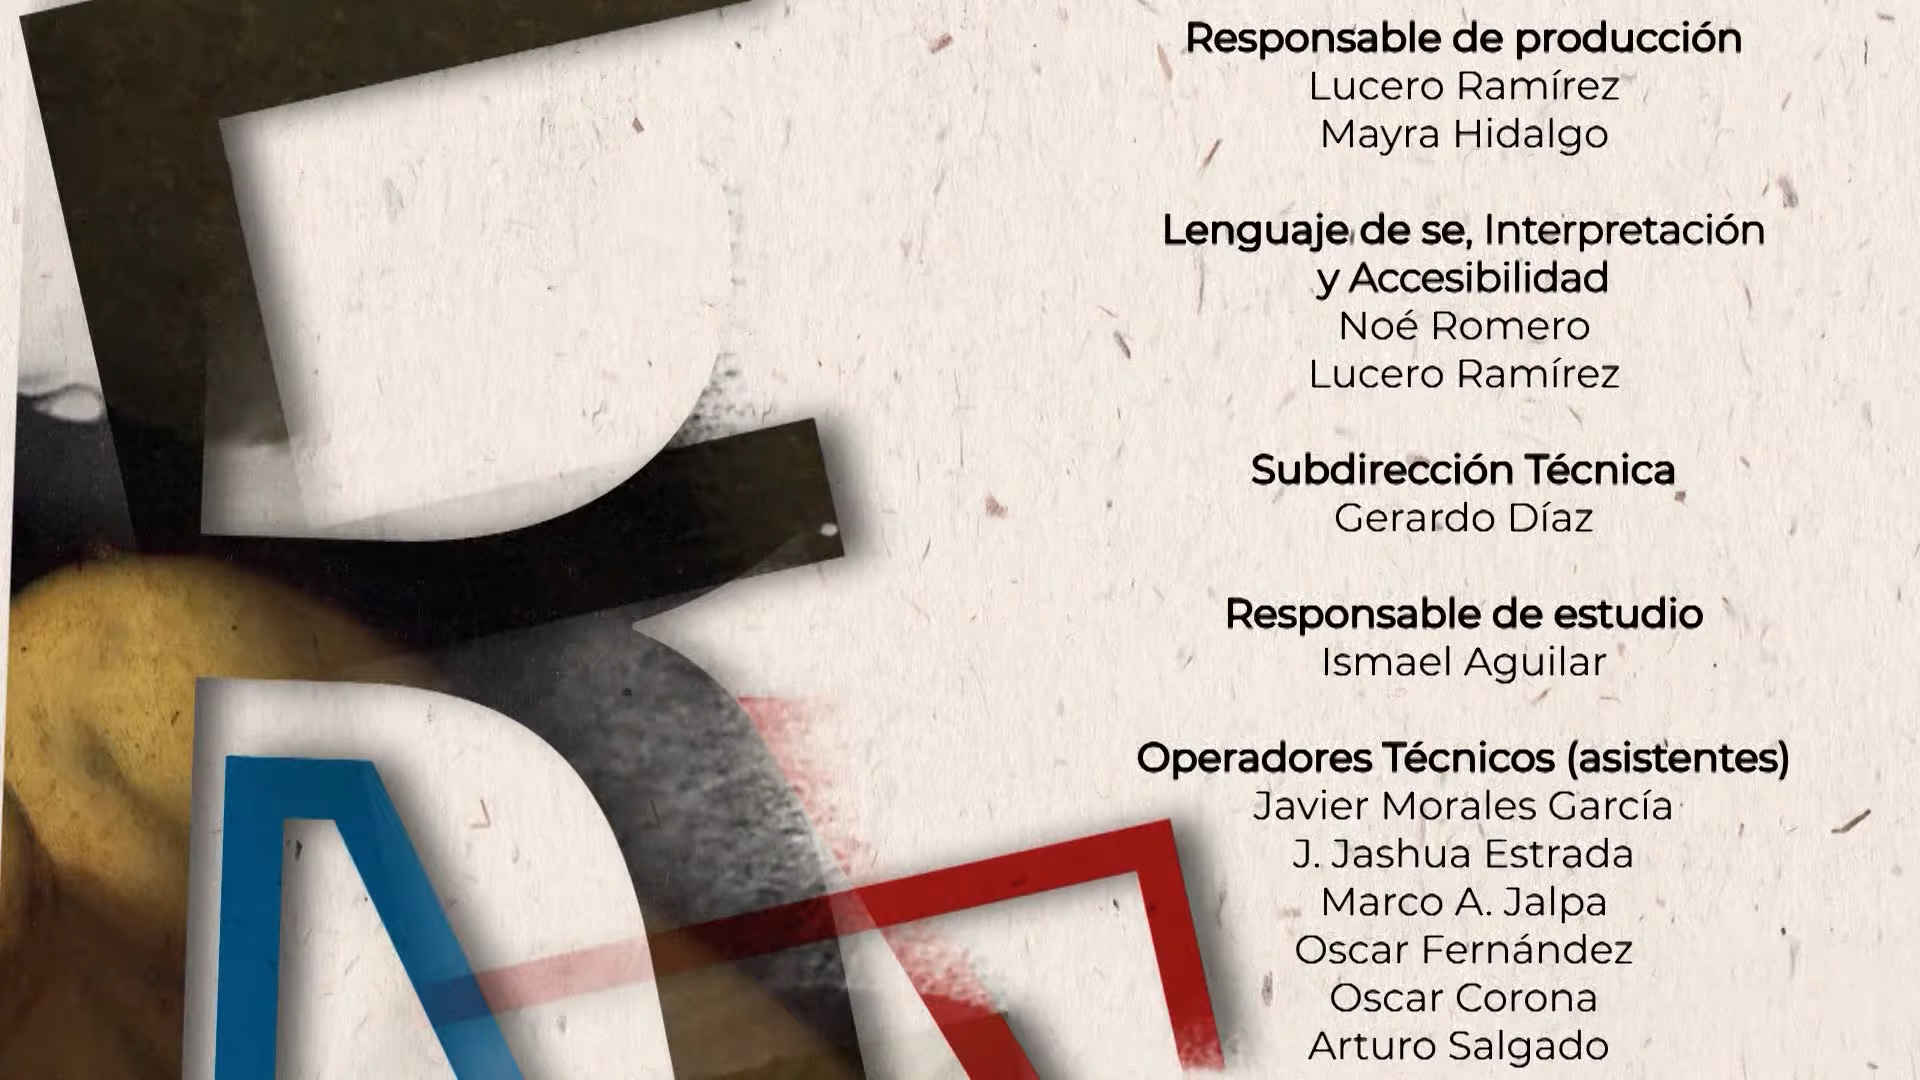 Responsable de producción
Lucero Ramírez
Mayra Hidalgo
Lenguaje de se, Interpretación
y Accesibilidad
Noé Romero
Lucero Ramírez
Subdirección Técnica
Gerardo Díaz
Responsable de estudio
Ismael Aguilar
Operadores Técnicos (asistentes)
Javier Morales García
J. Jashua Estrada
Marco A. Jalpa
Oscar Fernández
Oscar Corona
Arturo Salgado